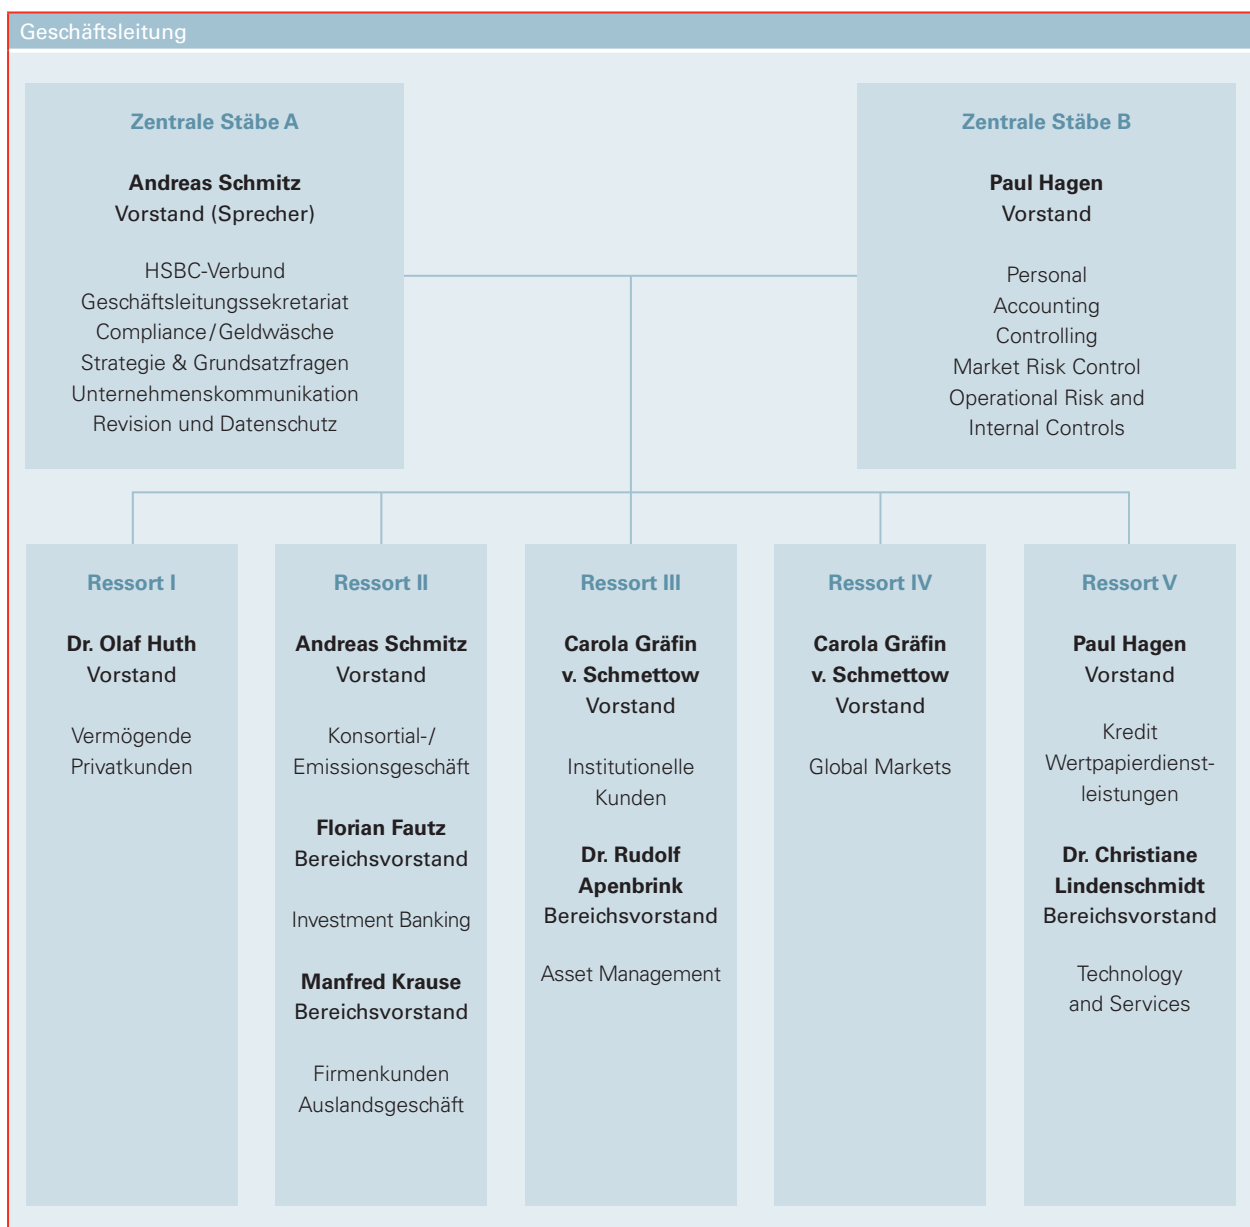 Geschäftsleitung
Zentrale Stäbe A
Andreas Schmitz
Vorstand (Sprecher)
HSBC-Verbund
Geschäftsleitungssekretariat
Compliance/Geldwäsche
Strategie & Grundsatzfragen
Unternehmenskommunikation
Revision und Datenschutz
Zentrale Stäbe B
Paul Hagen
Vorstand
Personal
Accounting
Controlling
Market Risk Control
Operational Risk and
Internal Controls
Ressort I
Dr. Olaf Huth
Vorstand
Vermögende
Privatkunden
Ressort II
Andreas Schmitz
Vorstand
Konsortial-/
Emissionsgeschäft
Florian Fautz
Bereichsvorstand
Investment Banking
Manfred Krause
Bereichsvorstand
Firmenkunden
Auslandsgeschäft
Ressort III
Carola Gräfin
v. Schmettow
Vorstand
Institutionelle
Kunden
Dr. Rudolf
Apenbrink
Bereichsvorstand
Asset Management
Ressort IV
Carola Gräfin
v. Schmettow
Vorstand
Global Markets
Ressort V
Paul Hagen
Vorstand
Kredit
Wertpapierdienst-
leistungen
Dr. Christiane
Lindenschmidt
Bereichsvorstand
Technology
and Services